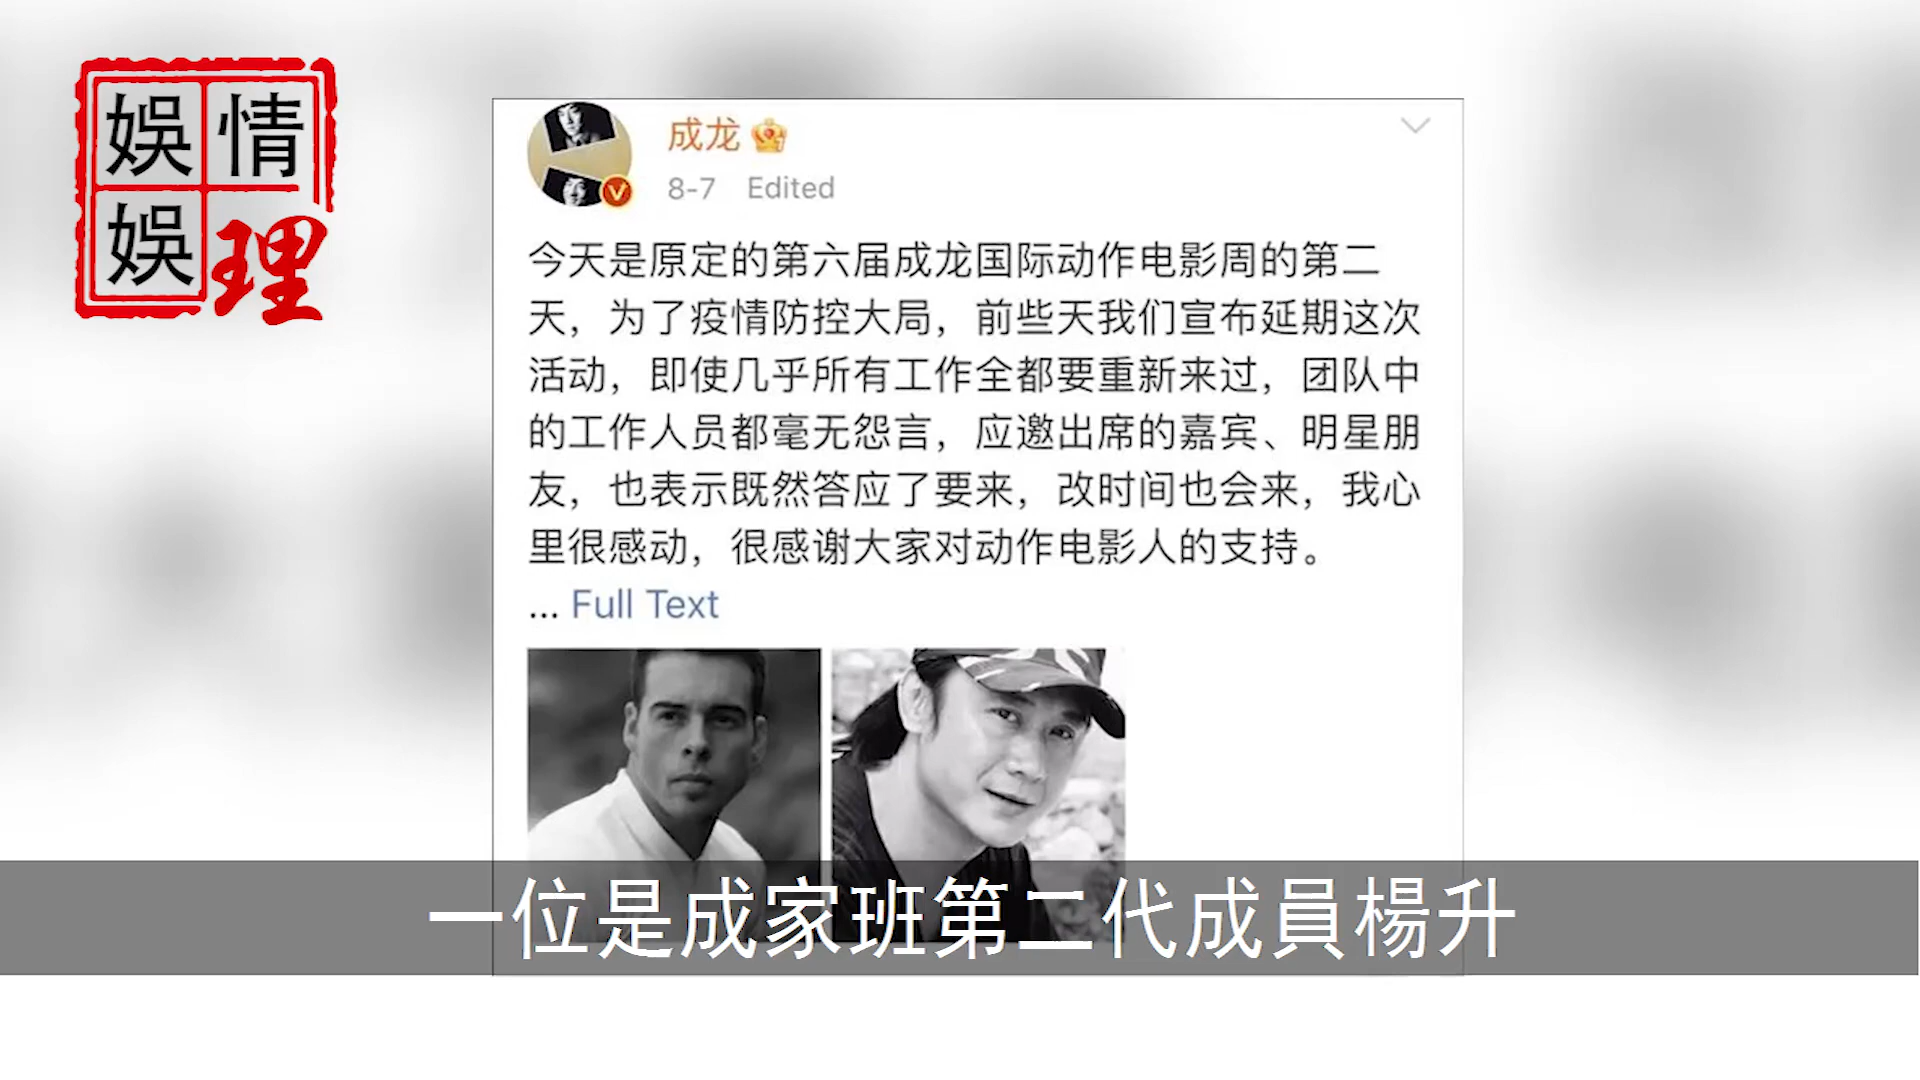 娛情
娛理
成龙
8-7 Edited
今天是原定的第六届成龙国际动作电影周的第二
天，为了疫情防控大局，前些天我们宣布延期这次
活动，即使几乎所有工作全都要重新来过，团队中
的工作人员都毫无怨言，应邀出席的嘉宾、明星朋
友，也表示既然答应了要来，改时间也会来，我心
里很感动，很感谢大家对动作电影人的支持。
... Full Text
一位是成家班第二代成員楊升